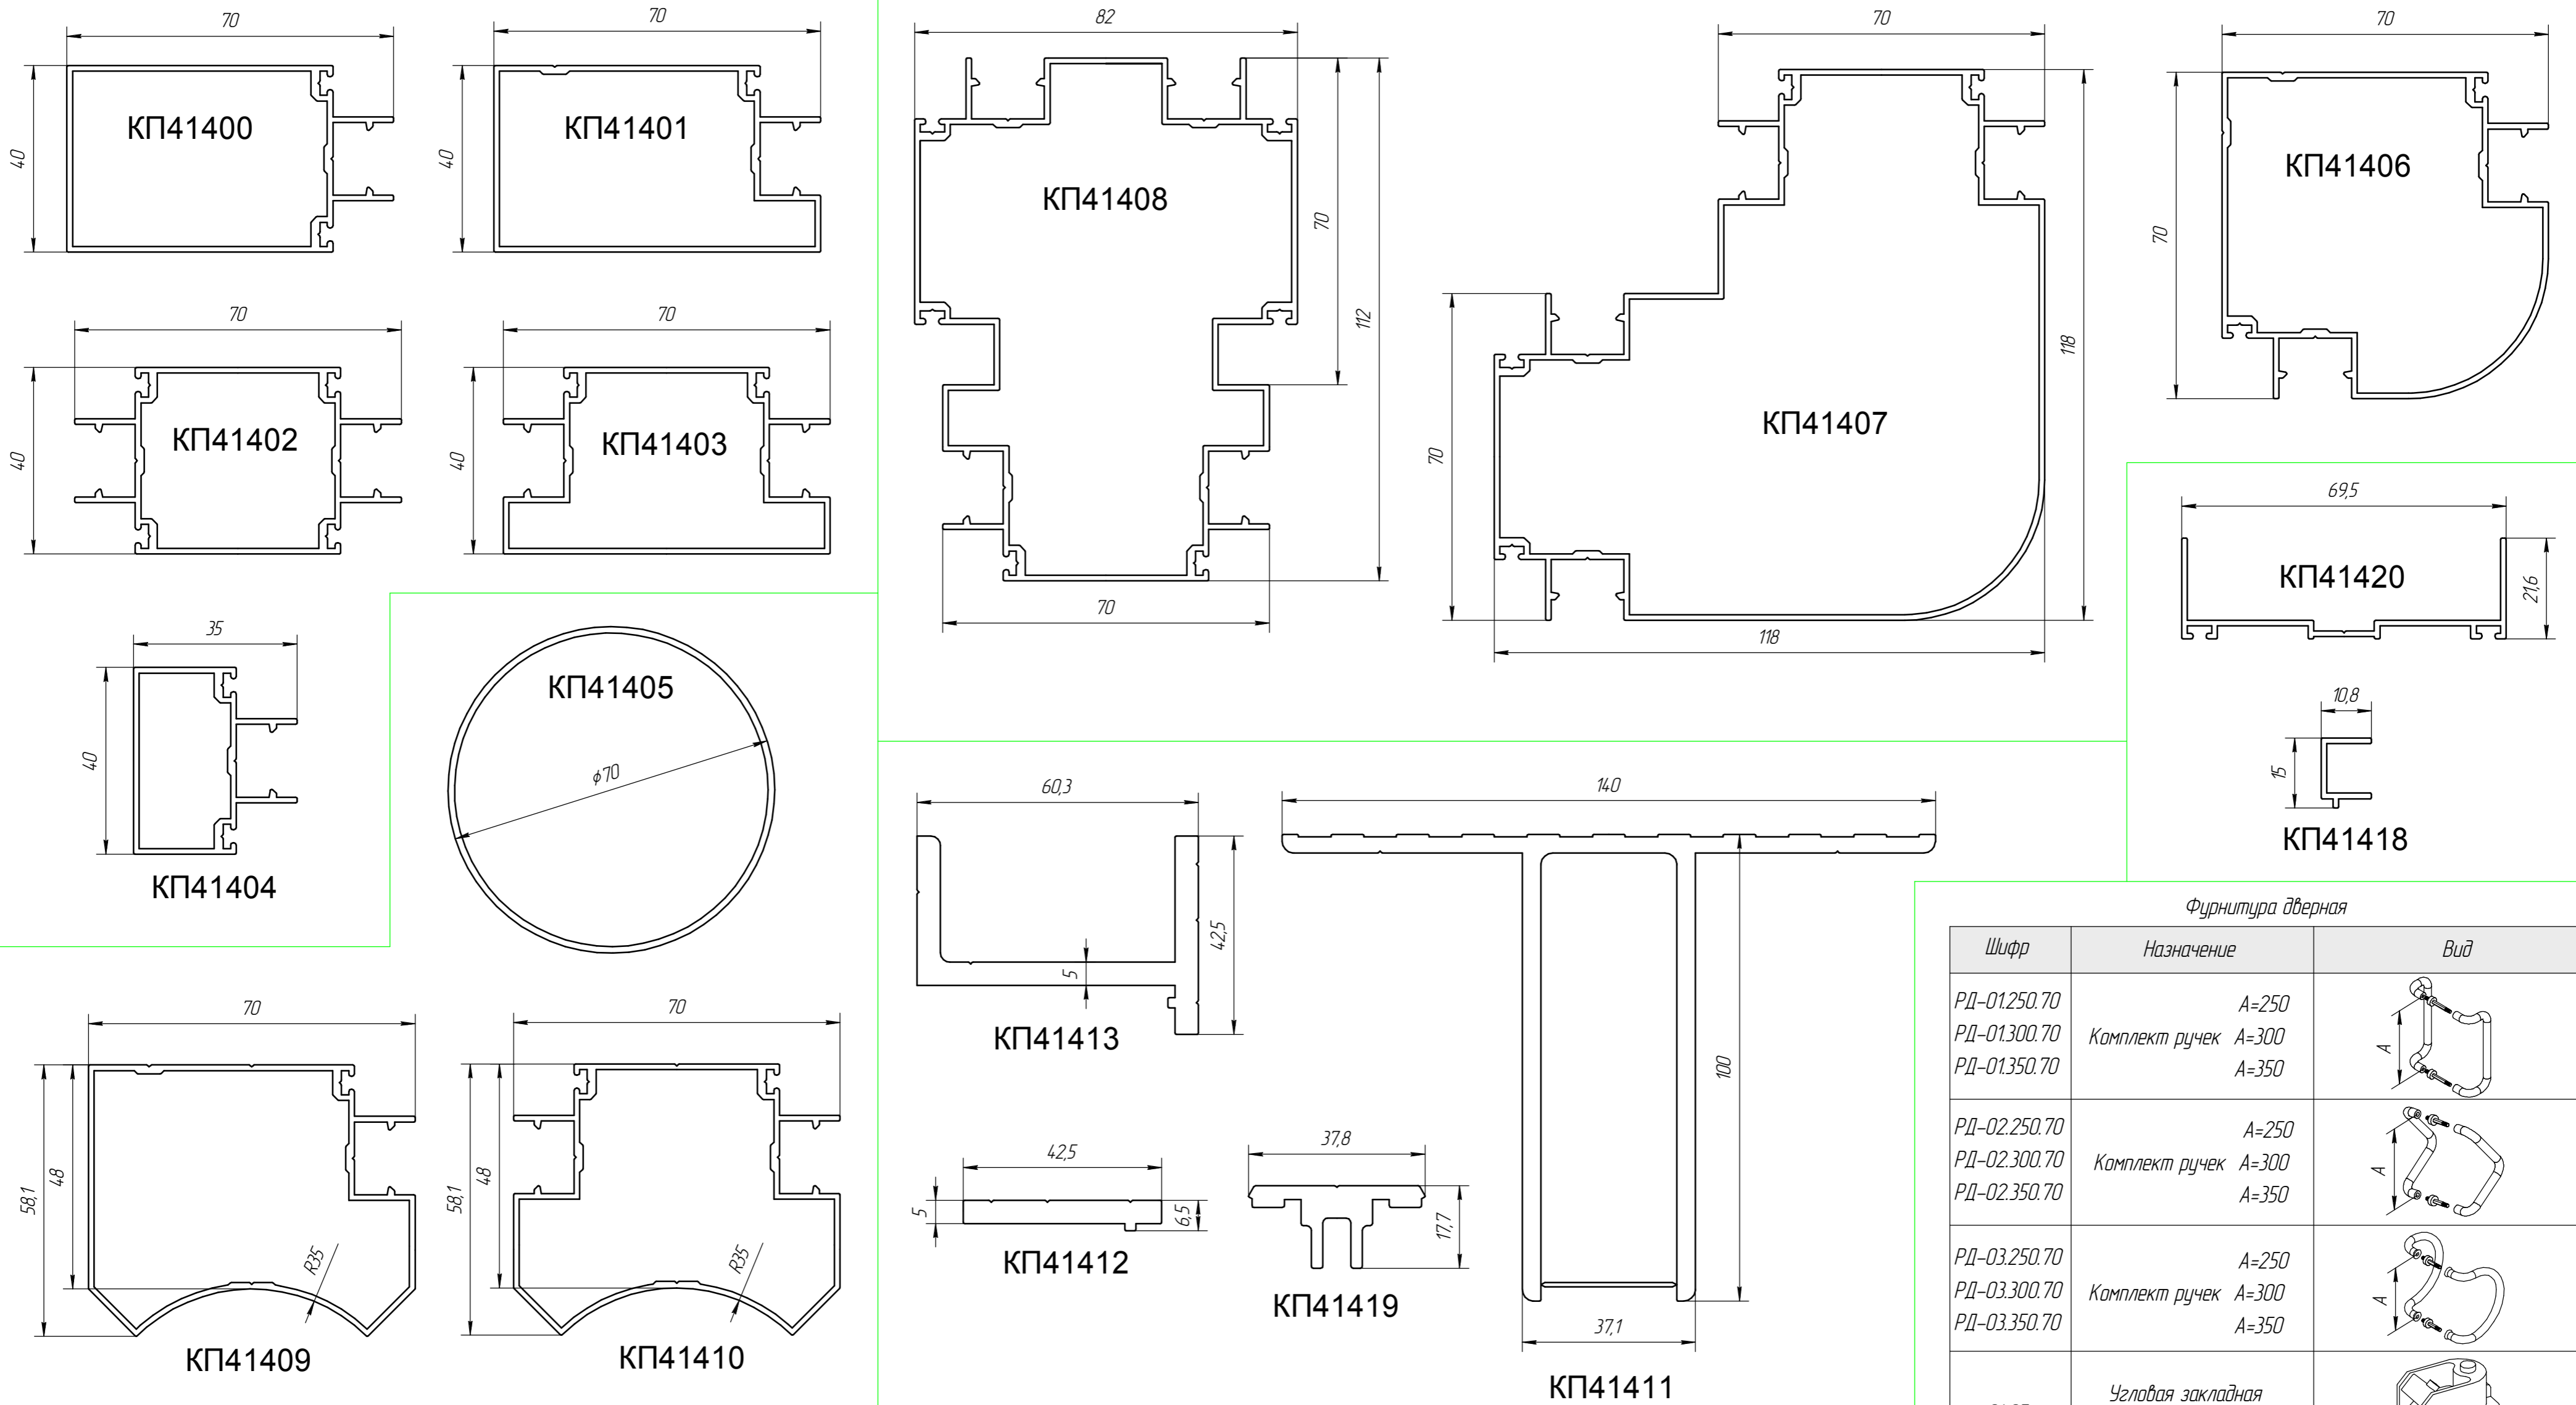 70
40
КП41400
70
40
КП41401
70
40
КП41402
70
40
КП41403
35
40
КП41404
КП41405
ϕ70
70
58,1
48
R35
КП41409
70
58,1
48
R35
КП41410
82
КП41408
70
112
70
70
КП41407
118
70
118
70
КП41406
70
69,5
КП41420
21,6
10,8
15
КП41418
60,3
42,5
5
КП41413
140
100
37,1
КП41411
42,5
5
6,5
КП41412
37,8
17,7
КП41419
Фурнитура дверная
Шифр Назначение Вид
РД-01.250.70 А=250
РД-01.300.70 Комплект ручек А=300
РД-01.350.70 А=350
А
РД-02.250.70 А=250
РД-02.300.70 Комплект ручек А=300
РД-02.350.70 А=350
А
РД-03.250.70 А=250
РД-03.300.70 Комплект ручек А=300
РД-03.350.70 А=350
А
Угловая закладная